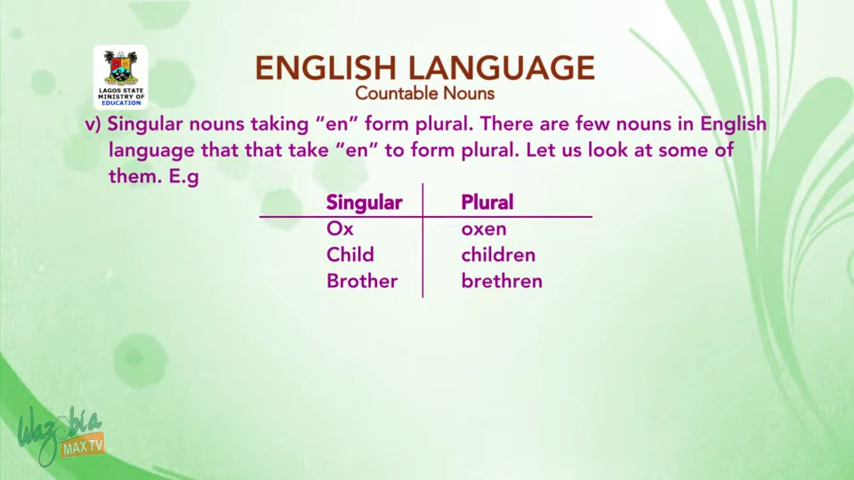 LAGOS STATE
MINISTRY OF
EDUCATION
ENGLISH LANGUAGE
Countable Nouns
v) Singular nouns taking “en” form plural. There are few nouns in English
language that that take “en” to form plural. Let us look at some of
them. E.g
Singular Plural
Ox oxen
Child children
Brother brethren
Wazobia
MAX TV